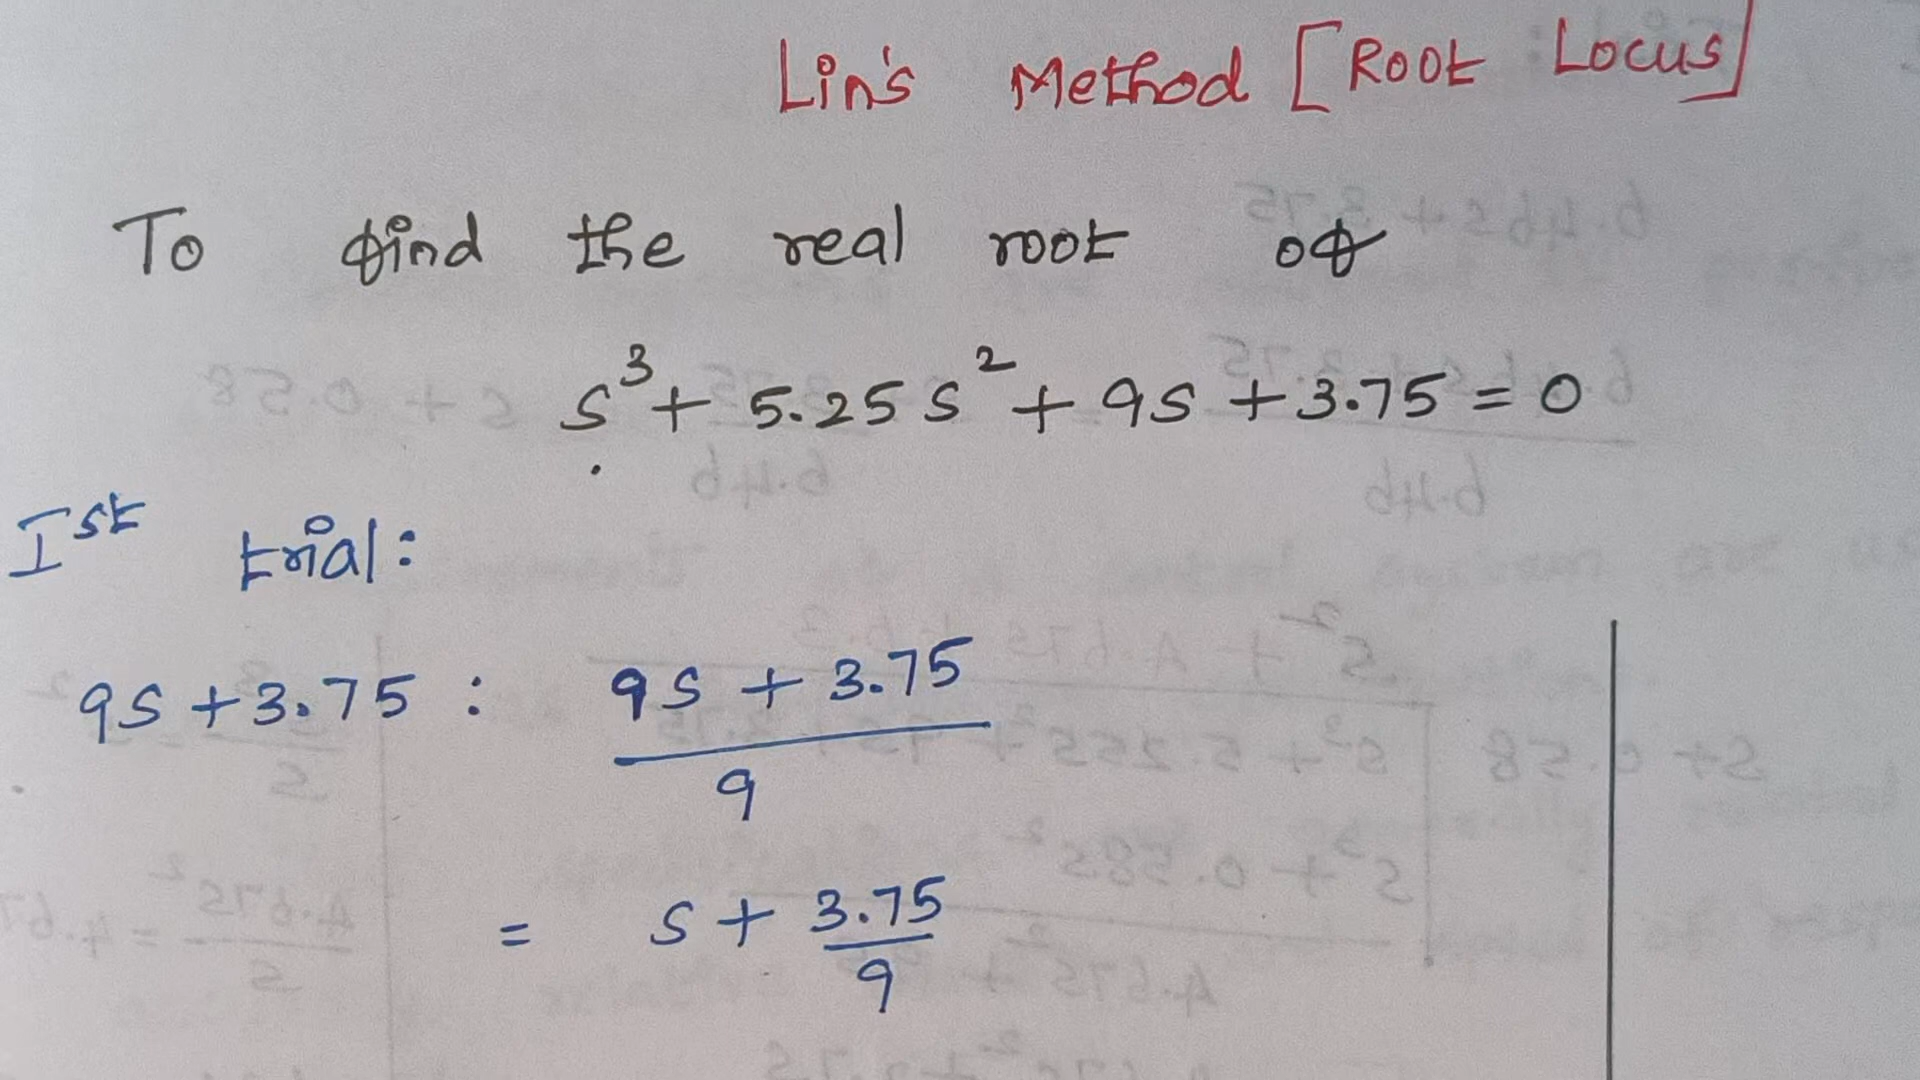 Lin's Method [Root Locus]
To find the real root of
s³ + 5.25 s² + 9s + 3.75 = 0
Ist trial:
9s + 3.75 : 9s + 3.75
9
= s + 3.75
9